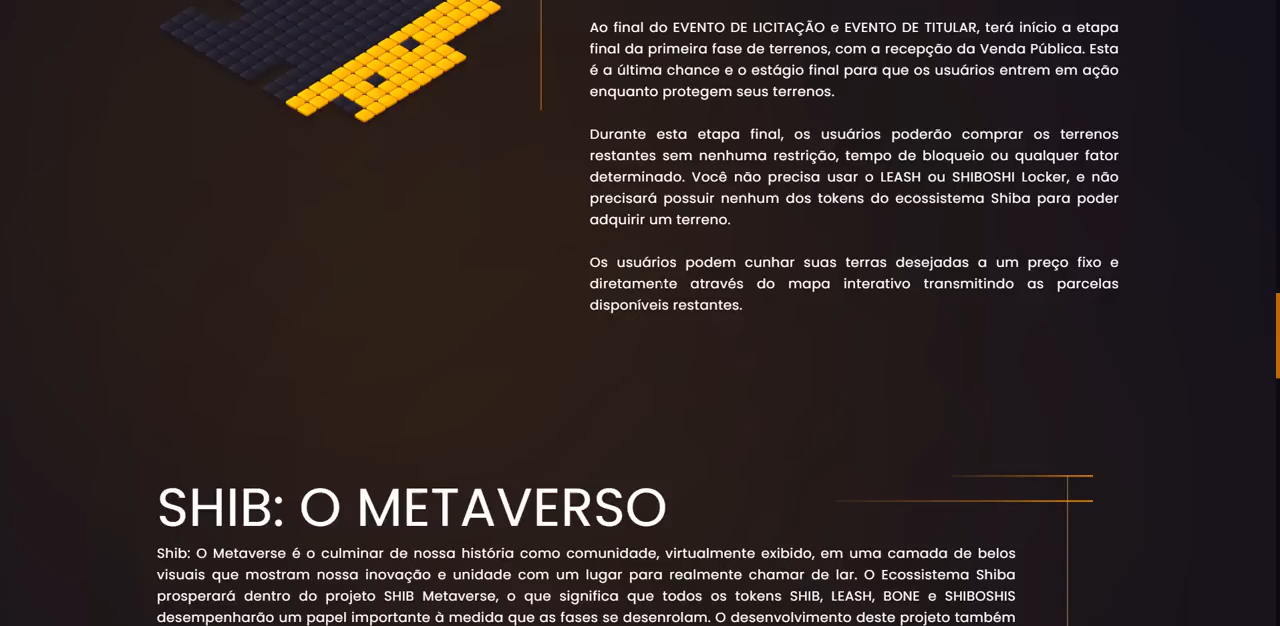 Ao final do EVENTO DE LICITAÇÃO e EVENTO DE TITULAR, terá início a etapa
final da primeira fase de terrenos, com a recepção da Venda Pública. Esta
é a última chance e o estágio final para que os usuários entrem em ação
enquanto protegem seus terrenos.
Durante esta etapa final, os usuários poderão comprar os terrenos
restantes sem nenhuma restrição, tempo de bloqueio ou qualquer fator
determinado. Você não precisa usar o LEASH ou SHIBOSHI Locker, e não
precisará possuir nenhum dos tokens do ecossistema Shiba para poder
adquirir um terreno.
Os usuários podem cunhar suas terras desejadas a um preço fixo e
diretamente através do mapa interativo transmitindo as parcelas
disponíveis restantes.
SHIB: O METAVERSO
Shib: O Metaverse é o culminar de nossa história como comunidade, virtualmente exibido, em uma camada de belos
visuais que mostram nossa inovação e unidade com um lugar para realmente chamar de lar. O Ecossistema Shiba
prosperará dentro do projeto SHIB Metaverse, o que significa que todos os tokens SHIB, LEASH, BONE e SHIBOSHIS
desempenharão um papel importante à medida que as fases se desenrolam. O desenvolvimento deste projeto também